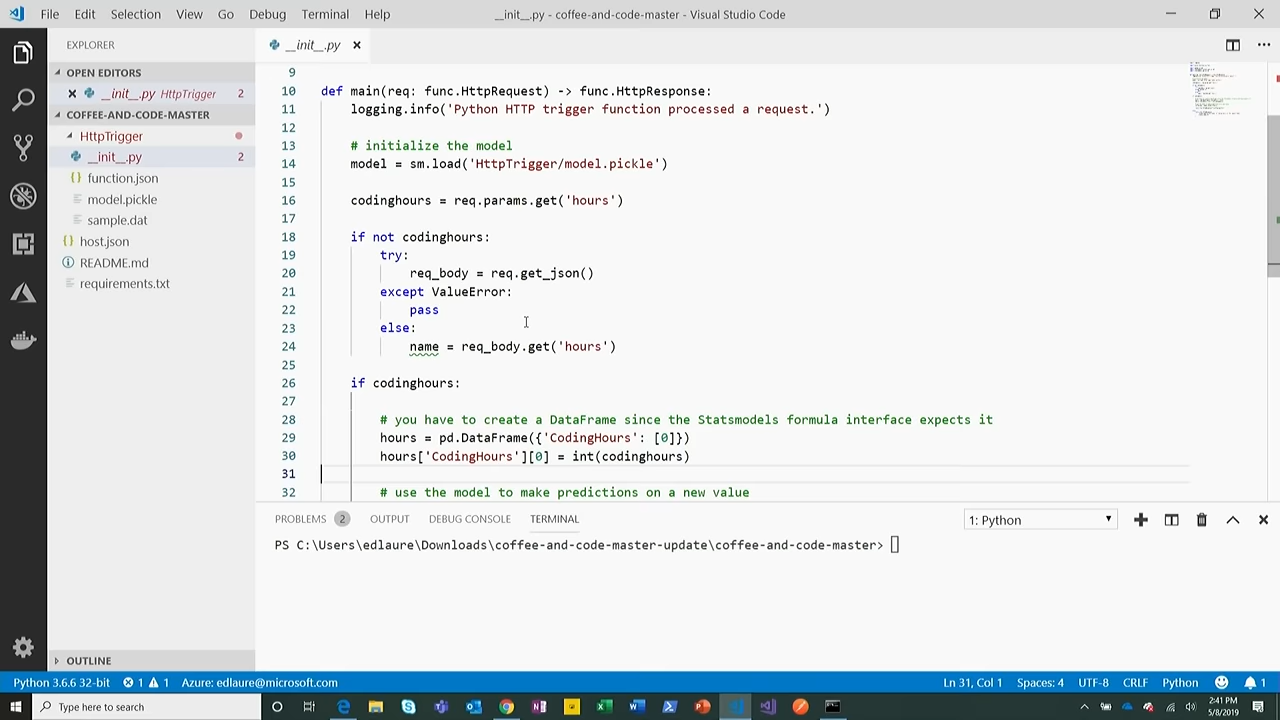 File Edit Selection View Go Debug Terminal Help __init__.py - coffee-and-code-master - Visual Studio Code
EXPLORER
__init__.py
OPEN EDITORS
__init__.py HttpTrigger 2
COFFEE-AND-CODE-MASTER
HttpTrigger
__init__.py 2
function.json
model.pickle
sample.dat
host.json
README.md
requirements.txt
OUTLINE
9
10 def main(req: func.HttpRequest) -> func.HttpResponse:
11 logging.info('Python HTTP trigger function processed a request.')
12
13 # initialize the model
14 model = sm.load('HttpTrigger/model.pickle')
15
16 codinghours = req.params.get('hours')
17
18 if not codinghours:
19 try:
20 req_body = req.get_json()
21 except ValueError:
22 pass
23 else:
24 name = req_body.get('hours')
25
26 if codinghours:
27
28 # you have to create a DataFrame since the Statsmodels formula interface expects it
29 hours = pd.DataFrame({'CodingHours': [0]})
30 hours['CodingHours'][0] = int(codinghours)
31
32 # use the model to make predictions on a new value
PROBLEMS 2 OUTPUT DEBUG CONSOLE TERMINAL 1: Python
PS C:\Users\edlaure\Downloads\coffee-and-code-master-update\coffee-and-code-master>
Python 3.6.6 32-bit 1 1 Azure: edlaure@microsoft.com Ln 31, Col 1 Spaces: 4 UTF-8 CRLF Python 1
Type here to search
2:41 PM
5/8/2019